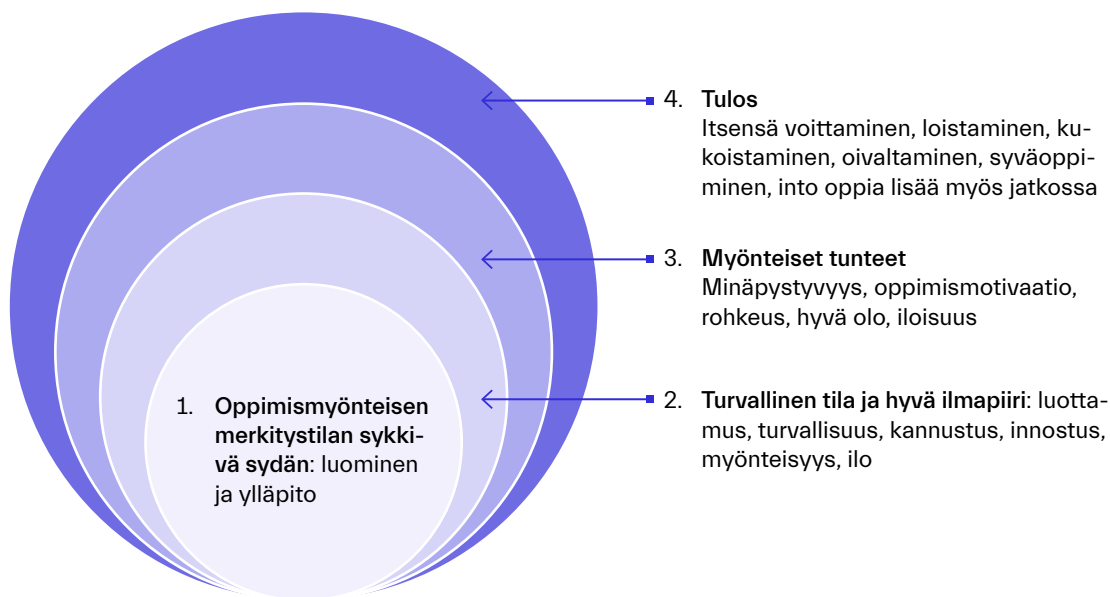 1. Oppimismyönteisen
merkitystilan sykki-
vä sydän: luominen
ja ylläpito
4. Tulos
Itsensä voittaminen, loistaminen, ku-
koistaminen, oivaltaminen, syväoppi-
minen, into oppia lisää myös jatkossa
3. Myönteiset tunteet
Minäpystyvyys, oppimismotivaatio,
rohkeus, hyvä olo, iloisuus
2. Turvallinen tila ja hyvä ilmapiiri: luotta-
mus, turvallisuus, kannustus, innostus,
myönteisyys, ilo